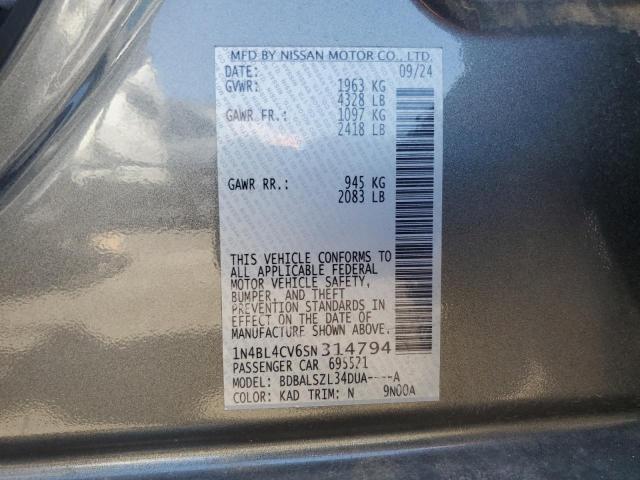 MFD BY NISSAN MOTOR CO., LTD.
DATE: 09/24
GVWR: 1963 KG
4328 LB
GAWR FR.: 1097 KG
2418 LB
GAWR RR.: 945 KG
2083 LB
THIS VEHICLE CONFORMS TO
ALL APPLICABLE FEDERAL
MOTOR VEHICLE SAFETY,
BUMPER, AND THEFT
PREVENTION STANDARDS IN
EFFECT ON THE DATE OF
MANUFACTURE SHOWN ABOVE.
1N4BL4CV6SN314794
PASSENGER CAR 695521
MODEL: BDBALSZL34DUA----A
COLOR: KAD TRIM: N 9N00A